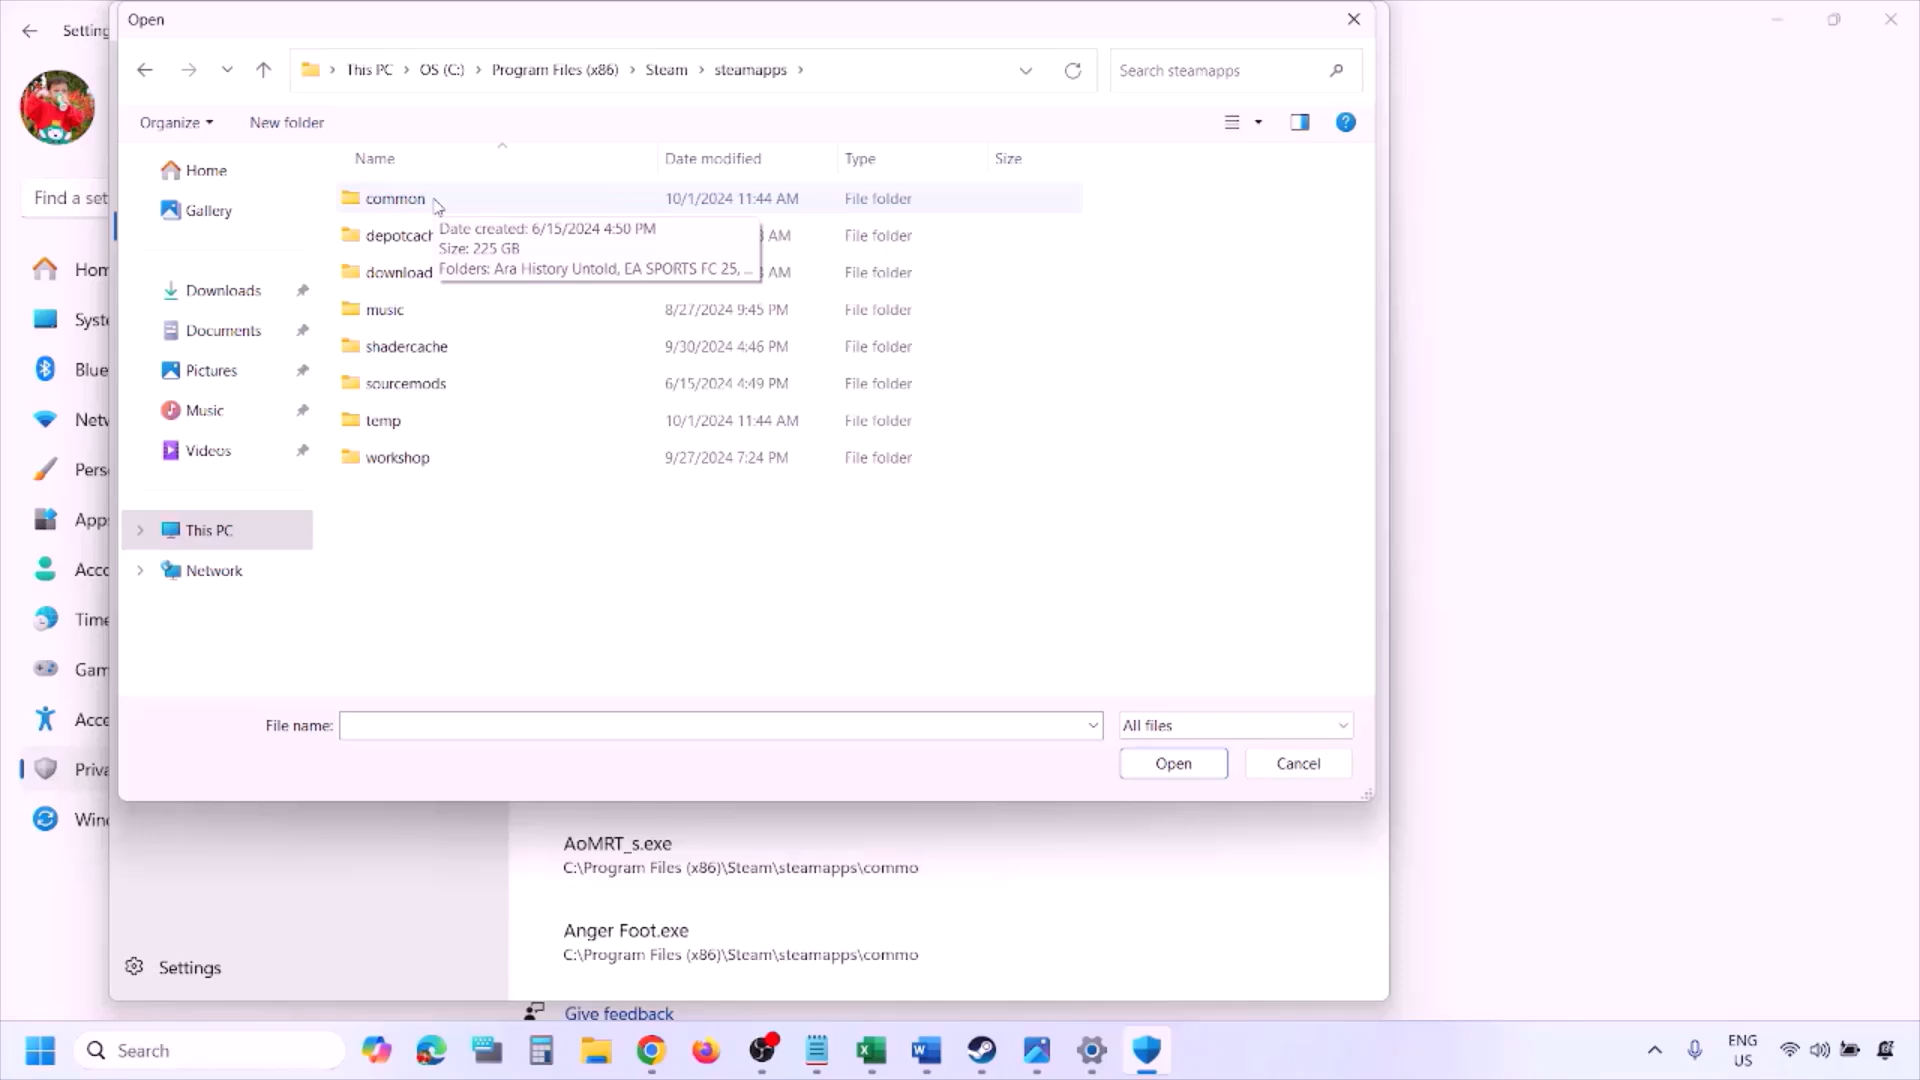 Open
Setting
This PC > OS (C:) > Program Files (x86) > Steam > steamapps >
Search steamapps
Organize
New folder
Name
Date modified
Type
Size
Home
Gallery
Downloads
Documents
Pictures
Music
Videos
This PC
Network
common
10/1/2024 11:44 AM
File folder
depotcach
AM
File folder
download
AM
File folder
music
8/27/2024 9:45 PM
File folder
shadercache
9/30/2024 4:46 PM
File folder
sourcemods
6/15/2024 4:49 PM
File folder
temp
10/1/2024 11:44 AM
File folder
workshop
9/27/2024 7:24 PM
File folder
Date created: 6/15/2024 4:50 PM
Size: 225 GB
Folders: Ara History Untold, EA SPORTS FC 25, ...
File name:
All files
Open
Cancel
Find a set
Hom
Syste
Blue
Netv
Pers
Apps
Acco
Time
Gam
Acce
Priva
Wind
AoMRT_s.exe
C:\Program Files (x86)\Steam\steamapps\commo
Anger Foot.exe
C:\Program Files (x86)\Steam\steamapps\commo
Settings
Give feedback
Search
ENG
US